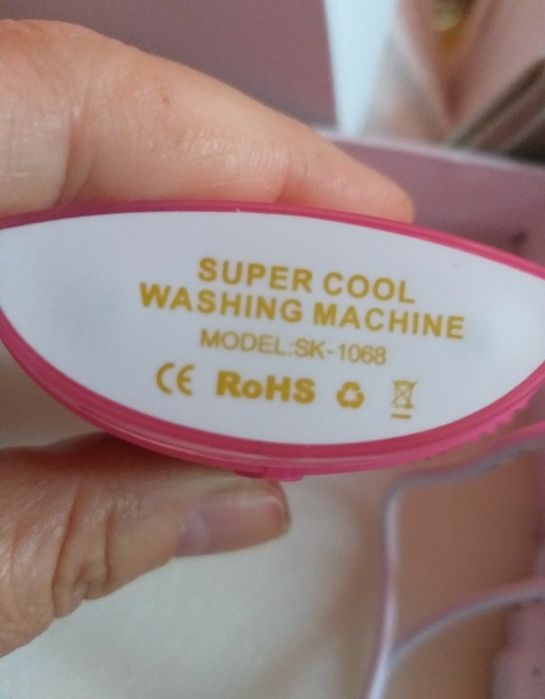 SUPER COOL
WASHING MACHINE
MODEL:SK-1068
CE RoHS